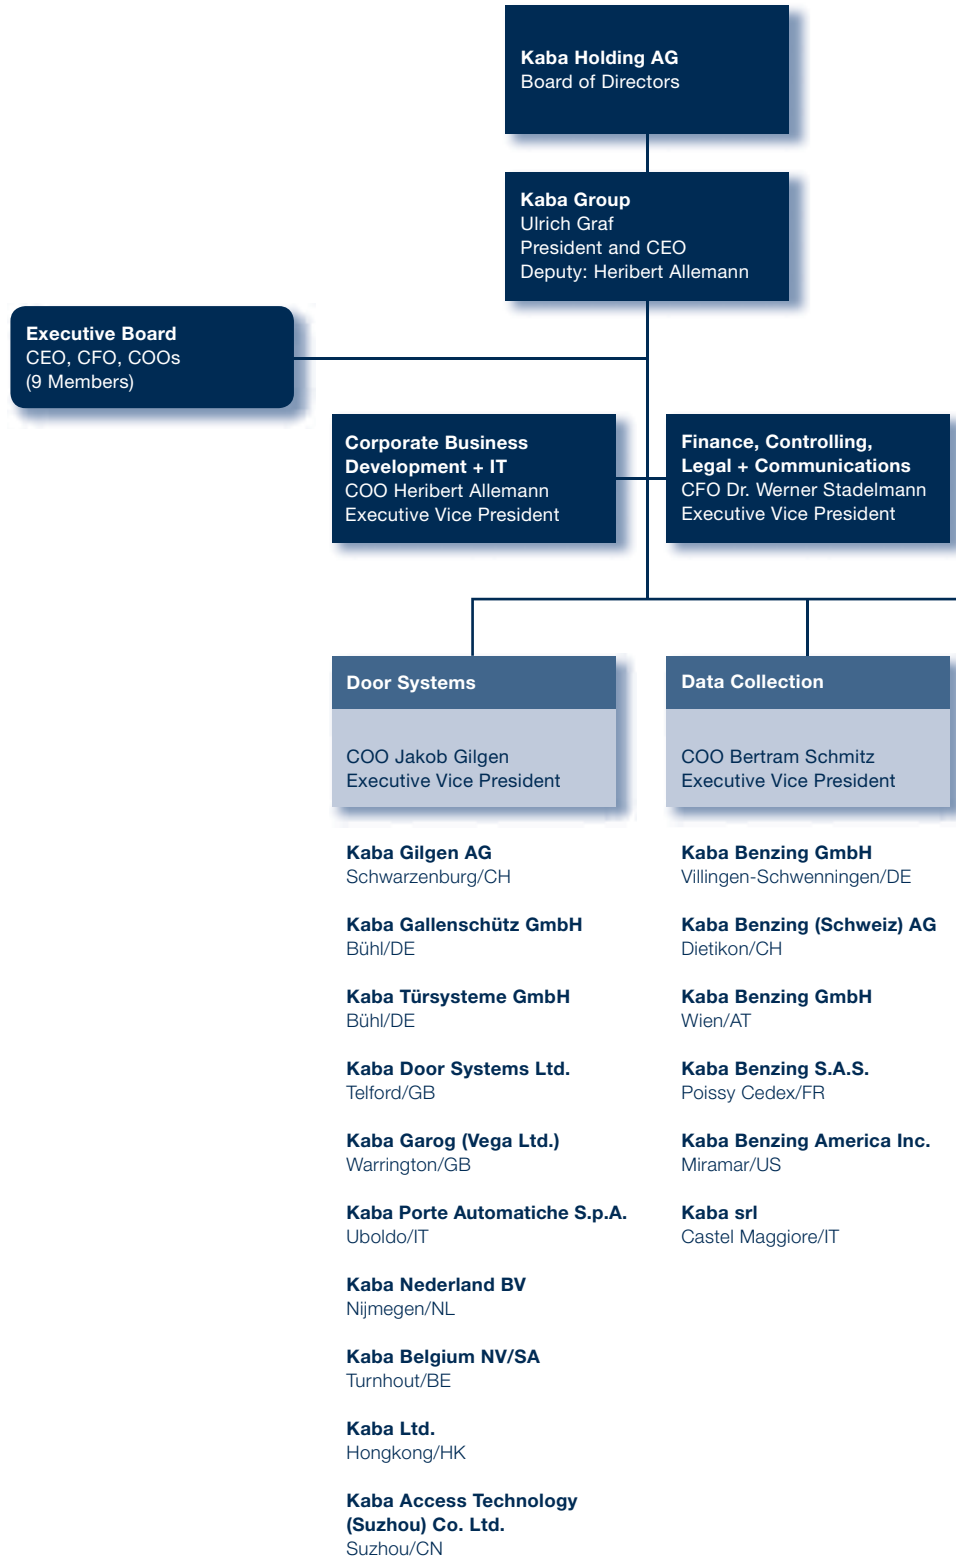 Kaba Holding AG
Board of Directors
Kaba Group
Ulrich Graf
President and CEO
Deputy: Heribert Allemann
Executive Board
CEO, CFO, COOs
(9 Members)
Corporate Business
Development + IT
COO Heribert Allemann
Executive Vice President
Finance, Controlling,
Legal + Communications
CFO Dr. Werner Stadelmann
Executive Vice President
Door Systems
COO Jakob Gilgen
Executive Vice President
Kaba Gilgen AG
Schwarzenburg/CH
Kaba Gallenschütz GmbH
Bühl/DE
Kaba Türsysteme GmbH
Bühl/DE
Kaba Door Systems Ltd.
Telford/GB
Kaba Garog (Vega Ltd.)
Warrington/GB
Kaba Porte Automatiche S.p.A.
Uboldo/IT
Kaba Nederland BV
Nijmegen/NL
Kaba Belgium NV/SA
Turnhout/BE
Kaba Ltd.
Hongkong/HK
Kaba Access Technology
(Suzhou) Co. Ltd.
Suzhou/CN
Data Collection
COO Bertram Schmitz
Executive Vice President
Kaba Benzing GmbH
Villingen-Schwenningen/DE
Kaba Benzing (Schweiz) AG
Dietikon/CH
Kaba Benzing GmbH
Wien/AT
Kaba Benzing S.A.S.
Poissy Cedex/FR
Kaba Benzing America Inc.
Miramar/US
Kaba srl
Castel Maggiore/IT